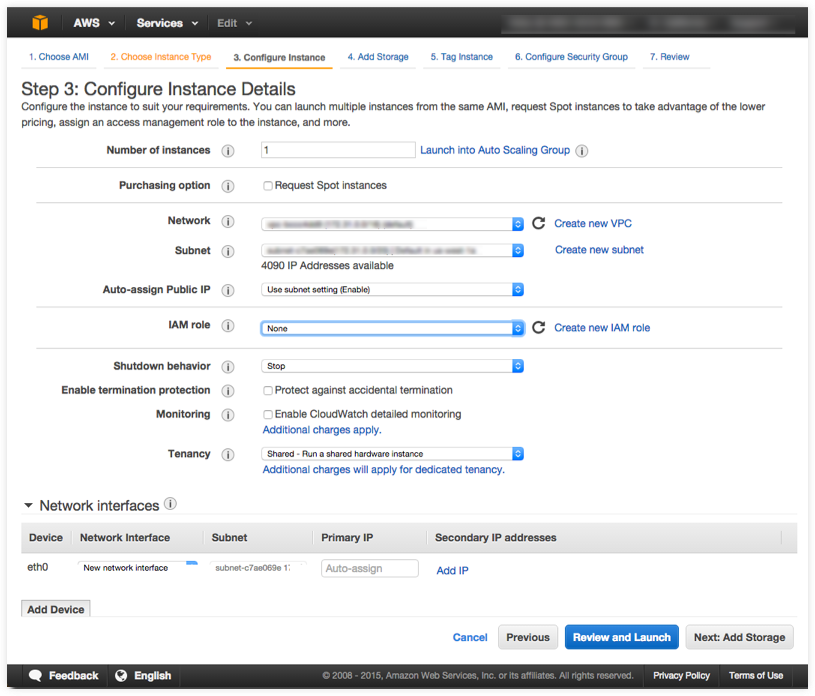 AWS Services Edit
1. Choose AMI 2. Choose Instance Type 3. Configure Instance 4. Add Storage 5. Tag Instance 6. Configure Security Group 7. Review
Step 3: Configure Instance Details
Configure the instance to suit your requirements. You can launch multiple instances from the same AMI, request Spot instances to take advantage of the lower
pricing, assign an access management role to the instance, and more.
Number of instances 1 Launch into Auto Scaling Group
Purchasing option Request Spot instances
Network Create new VPC
Subnet Create new subnet
4090 IP Addresses available
Auto-assign Public IP Use subnet setting (Enable)
IAM role None Create new IAM role
Shutdown behavior Stop
Enable termination protection Protect against accidental termination
Monitoring Enable CloudWatch detailed monitoring
Additional charges apply.
Tenancy Shared - Run a shared hardware instance
Additional charges will apply for dedicated tenancy.
Network interfaces
Device Network Interface Subnet Primary IP Secondary IP addresses
eth0 New network interface subnet-c7ae069e Auto-assign Add IP
Add Device
Cancel Previous Review and Launch Next: Add Storage
Feedback English © 2008 - 2015, Amazon Web Services, Inc. or its affiliates. All rights reserved. Privacy Policy Terms of Use